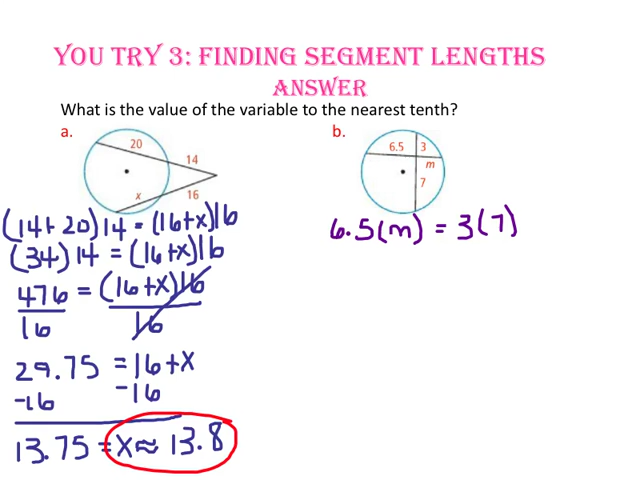 YOU TRY 3: FINDING SEGMENT LENGTHS
ANSWER
What is the value of the variable to the nearest tenth?
a.
20
14
x
16
(14+20)14=(16+x)16
(34)14=(16+x)16
476=(16+x)16
16 16
29.75=16+x
-16 -16
13.75=x≈13.8
b.
6.5 3
m
7
6.5(m)=3(7)